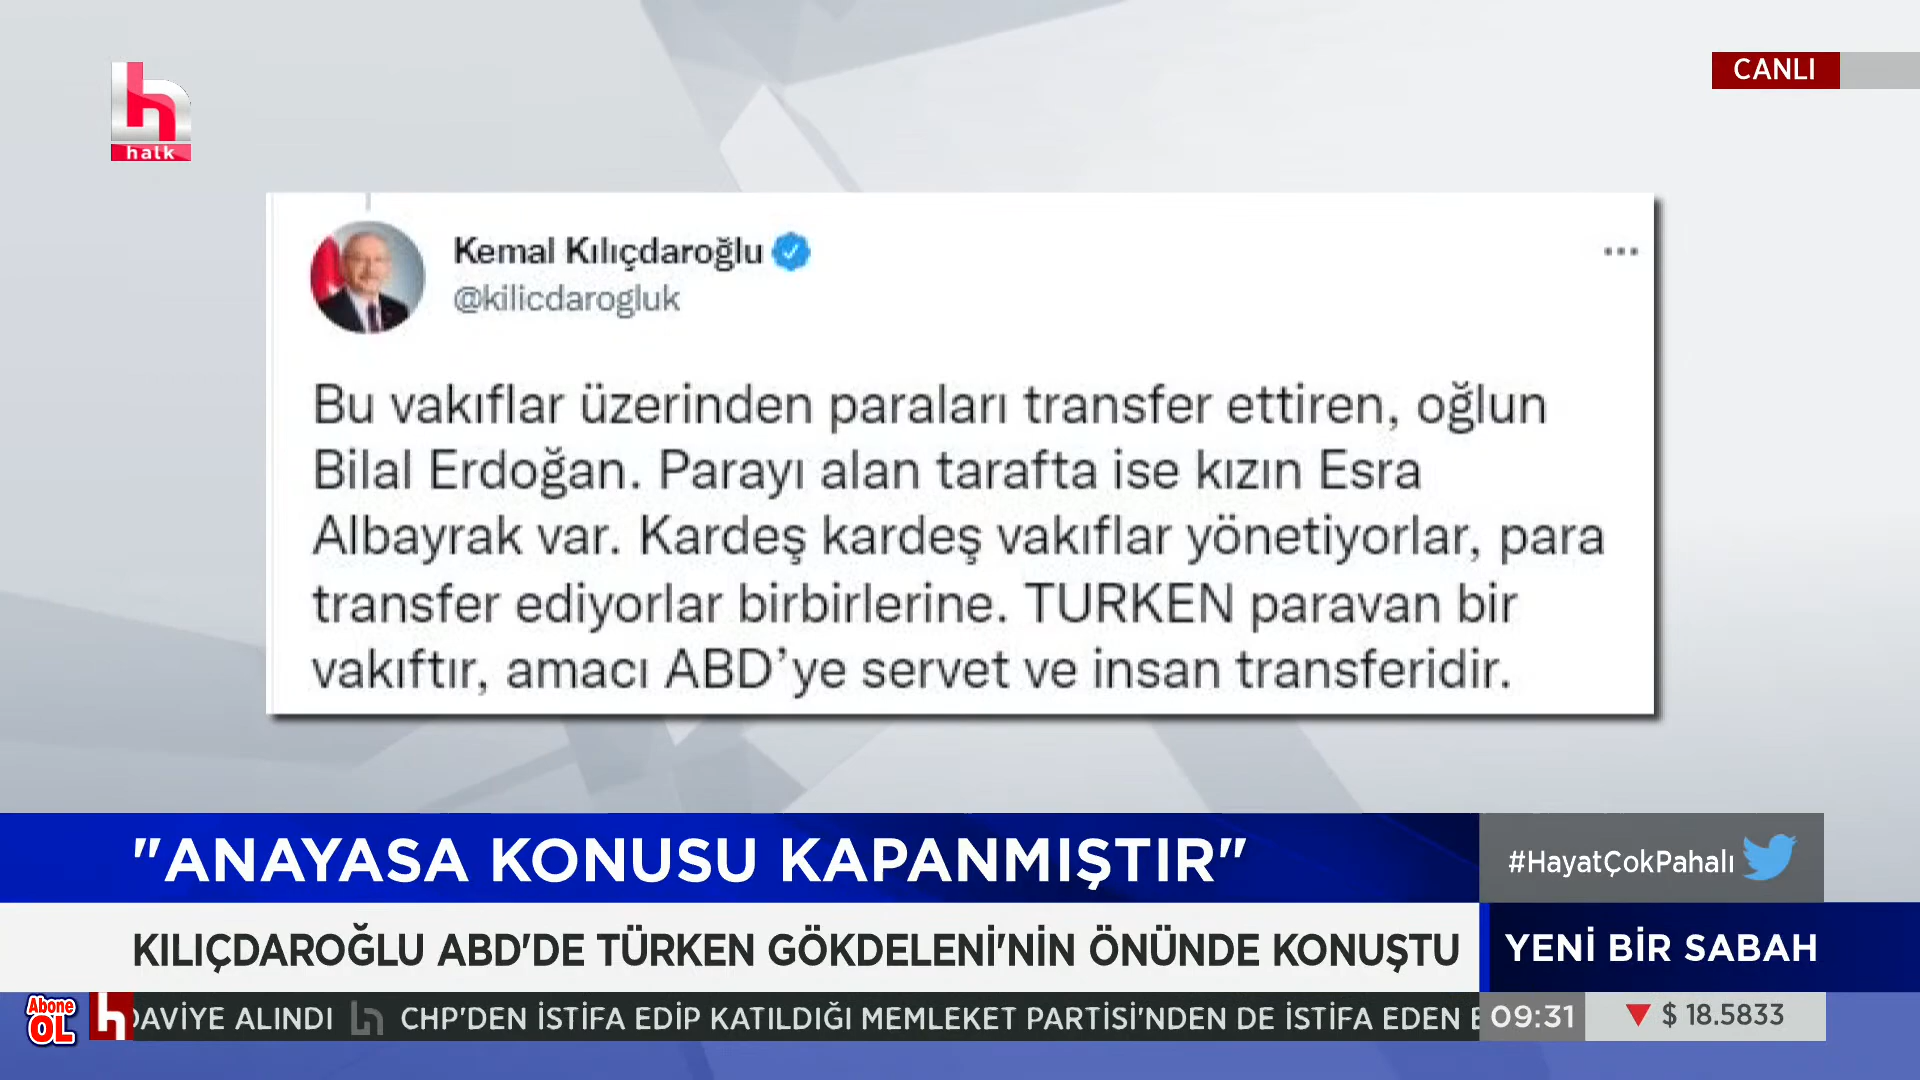 h
halk
CANLI
Kemal Kılıçdaroğlu
@kilicdarogluk
Bu vakıflar üzerinden paraları transfer ettiren, oğlun
Bilal Erdoğan. Parayı alan tarafta ise kızın Esra
Albayrak var. Kardeş kardeş vakıflar yönetiyorlar, para
transfer ediyorlar birbirlerine. TURKEN paravan bir
vakıftır, amacı ABD’ye servet ve insan transferidir.
"ANAYASA KONUSU KAPANMIŞTIR"
#HayatÇokPahalı
KILIÇDAROĞLU ABD'DE TÜRKEN GÖKDELENİ'NİN ÖNÜNDE KONUŞTU
YENİ BİR SABAH
Abone
OL
h
DAVİYE ALINDI h CHP'DEN İSTİFA EDİP KATILDIĞI MEMLEKET PARTİSİ'NDEN DE İSTİFA EDEN
09:31
$ 18.5833